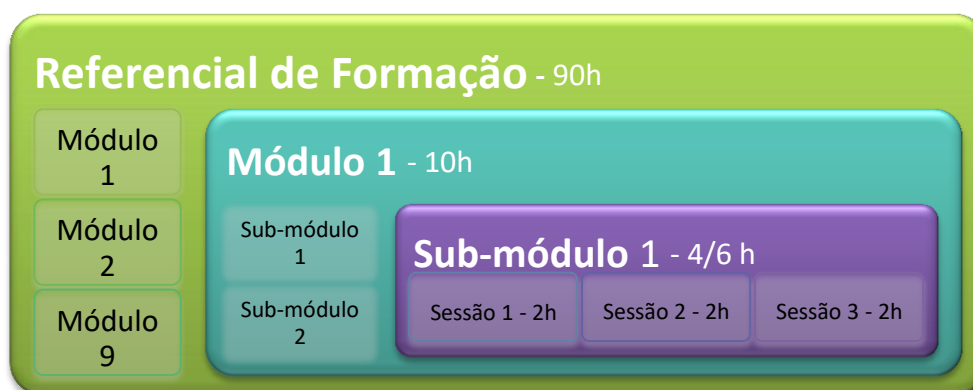 Referencial de Formação - 90h
Módulo
1
Módulo
2
Módulo
9
Módulo 1 - 10h
Sub-módulo
1
Sub-módulo
2
Sub-módulo 1 - 4/6 h
Sessão 1 - 2h
Sessão 2 - 2h
Sessão 3 - 2h